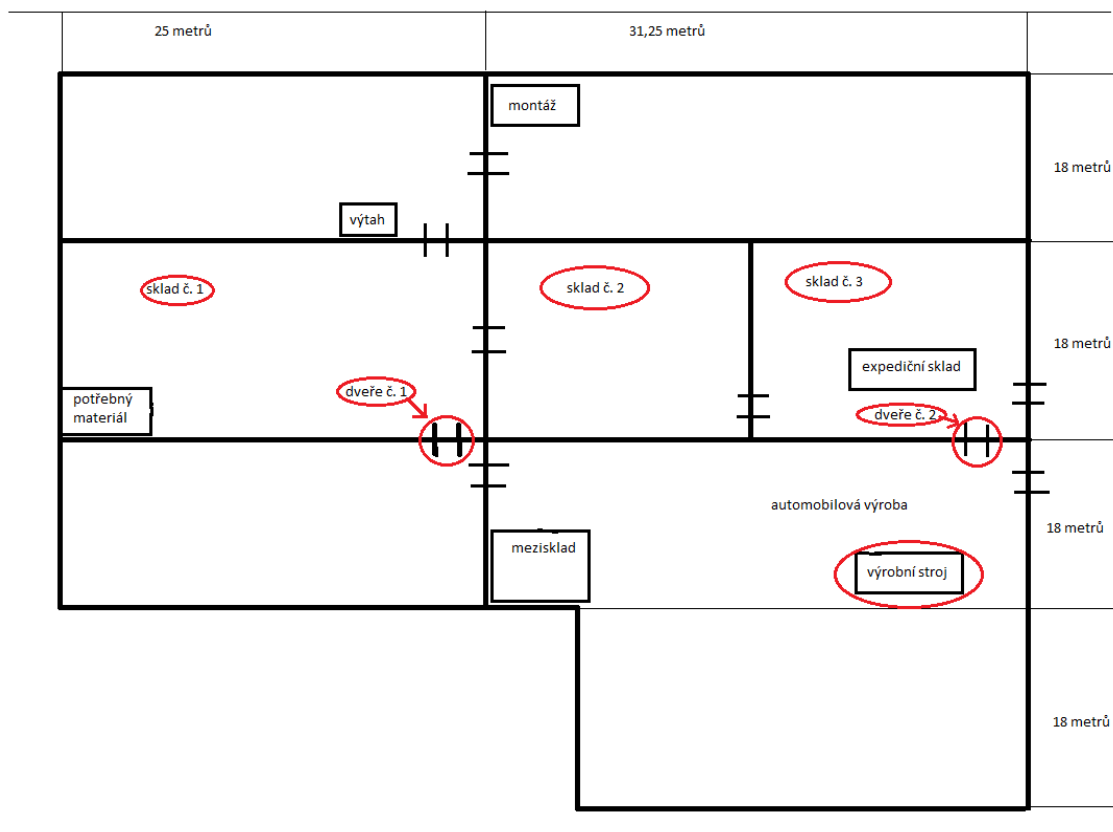 25 metrů
31,25 metrů
montáž
18 metrů
výtah
sklad č. 1
sklad č. 2
sklad č. 3
18 metrů
expediční sklad
potřebný
materiál
dveře č. 1
dveře č. 2
automobilová výroba
18 metrů
mezisklad
výrobní stroj
18 metrů